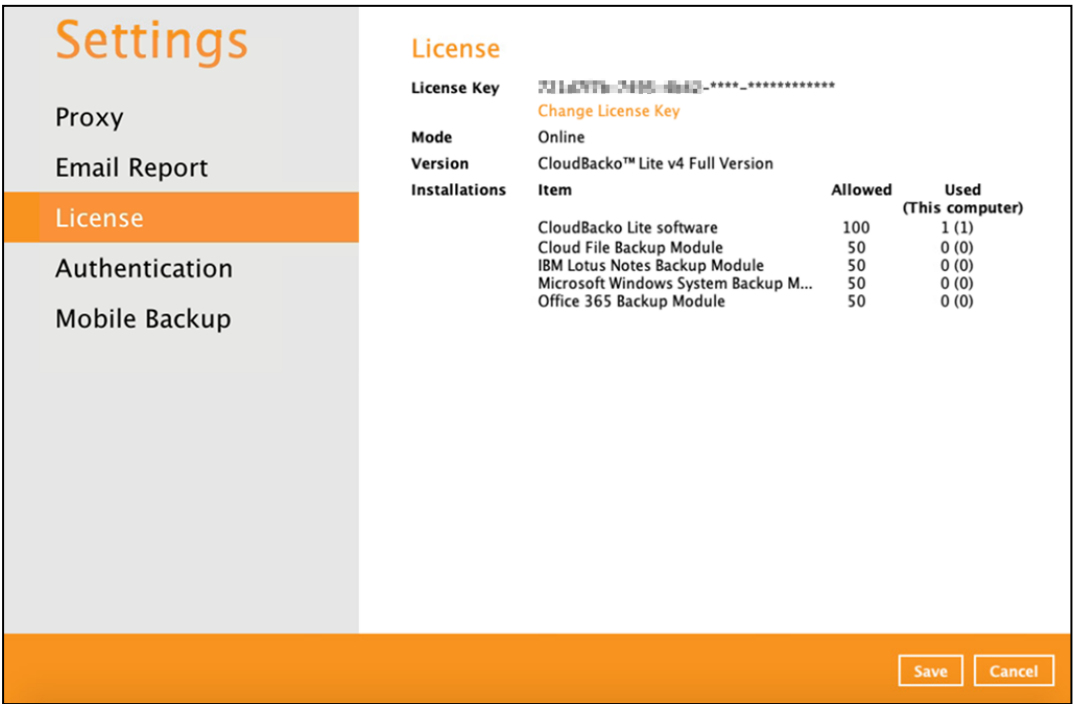 Settings
Proxy
Email Report
License
Authentication
Mobile Backup
License
License Key -****-************
Change License Key
Mode Online
Version CloudBacko™ Lite v4 Full Version
Installations Item Allowed Used
(This computer)
CloudBacko Lite software 100 1 (1)
Cloud File Backup Module 50 0 (0)
IBM Lotus Notes Backup Module 50 0 (0)
Microsoft Windows System Backup M... 50 0 (0)
Office 365 Backup Module 50 0 (0)
Save Cancel